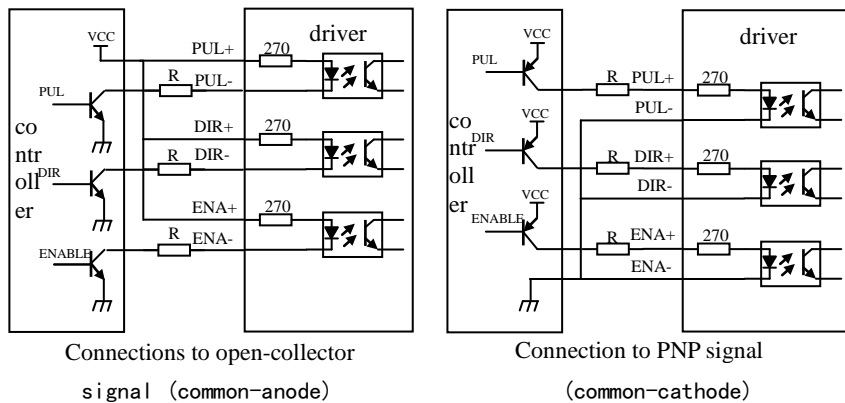 driver
VCC
PUL+
270
R
PUL-
PUL
DIR+
270
co
ntr
oll
er
DIR
R
DIR-
ENA+
270
R
ENA-
ENABLE
Connections to open-collector
signal (common-anode)
driver
VCC
PUL
R
PUL+
270
PUL-
VCC
co
ntr
oll
er
DIR
R
DIR+
270
DIR-
VCC
ENABLE
R
ENA+
270
ENA-
Connection to PNP signal
(common-cathode)